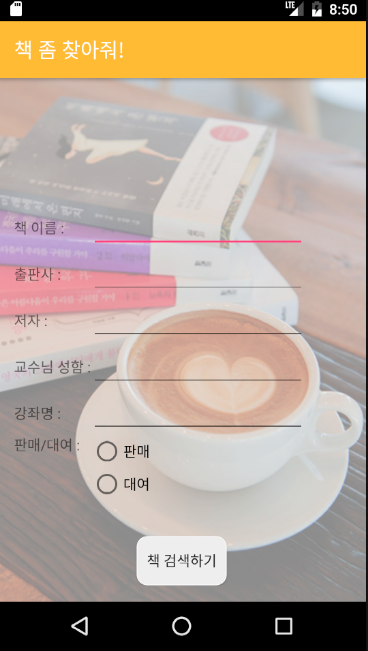 LTE 8:50
책 좀 찾아줘!
책 이름 :
출판사 :
저자 :
교수님 성함 :
강좌명 :
판매/대여 :
판매
대여
책 검색하기